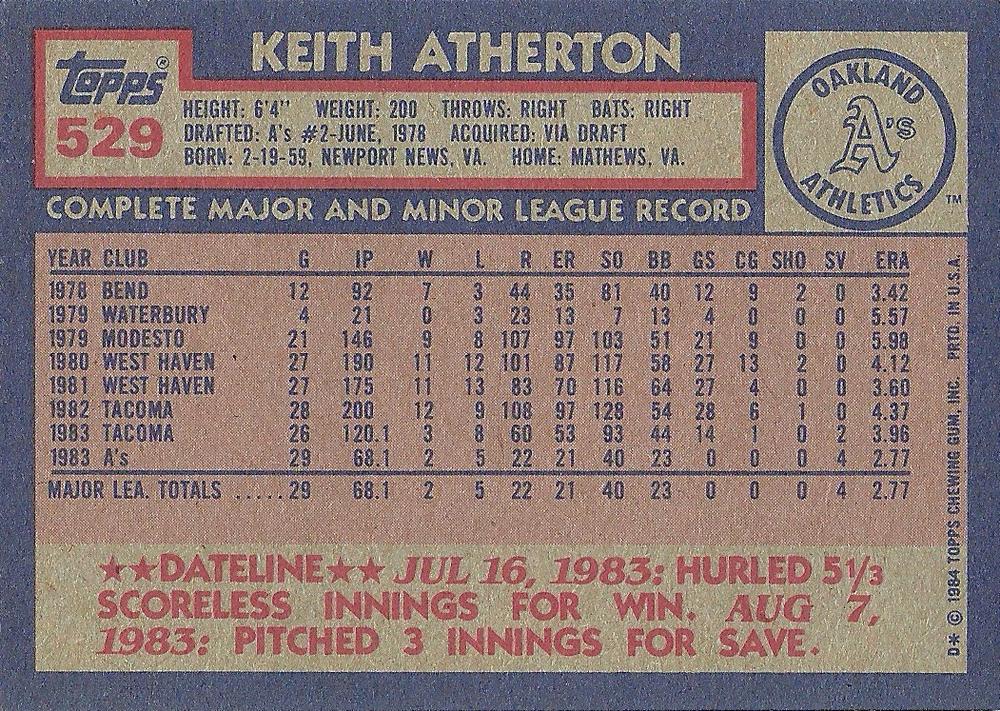 KEITH ATHERTON
Topps®
529
HEIGHT: 6'4" WEIGHT: 200 THROWS: RIGHT BATS: RIGHT
DRAFTED: A's #2-JUNE, 1978 ACQUIRED: VIA DRAFT
BORN: 2-19-59, NEWPORT NEWS, VA. HOME: MATHEWS, VA.
OAKLAND
A's
ATHLETICS
TM
COMPLETE MAJOR AND MINOR LEAGUE RECORD
YEAR CLUB G IP W L R ER SO BB GS CG SHO SV ERA
1978 BEND 12 92 7 3 44 35 81 40 12 9 2 0 3.42
1979 WATERBURY 4 21 0 3 23 13 7 13 4 0 0 0 5.57
1979 MODESTO 21 146 9 8 107 97 103 51 21 9 0 0 5.98
1980 WEST HAVEN 27 190 11 12 101 87 117 58 27 13 2 0 4.12
1981 WEST HAVEN 27 175 11 13 83 70 116 64 27 4 0 0 3.60
1982 TACOMA 28 200 12 9 108 97 128 54 28 6 1 0 4.37
1983 TACOMA 26 120.1 3 8 60 53 93 44 14 1 0 2 3.96
1983 A's 29 68.1 2 5 22 21 40 23 0 0 0 4 2.77
MAJOR LEA. TOTALS .....29 68.1 2 5 22 21 40 23 0 0 0 4 2.77
★★DATELINE★★ JUL 16, 1983: HURLED 5 1/3
SCORELESS INNINGS FOR WIN. AUG 7,
1983: PITCHED 3 INNINGS FOR SAVE.
D* © 1984 TOPPS CHEWING GUM, INC. PRTD. IN U.S.A.